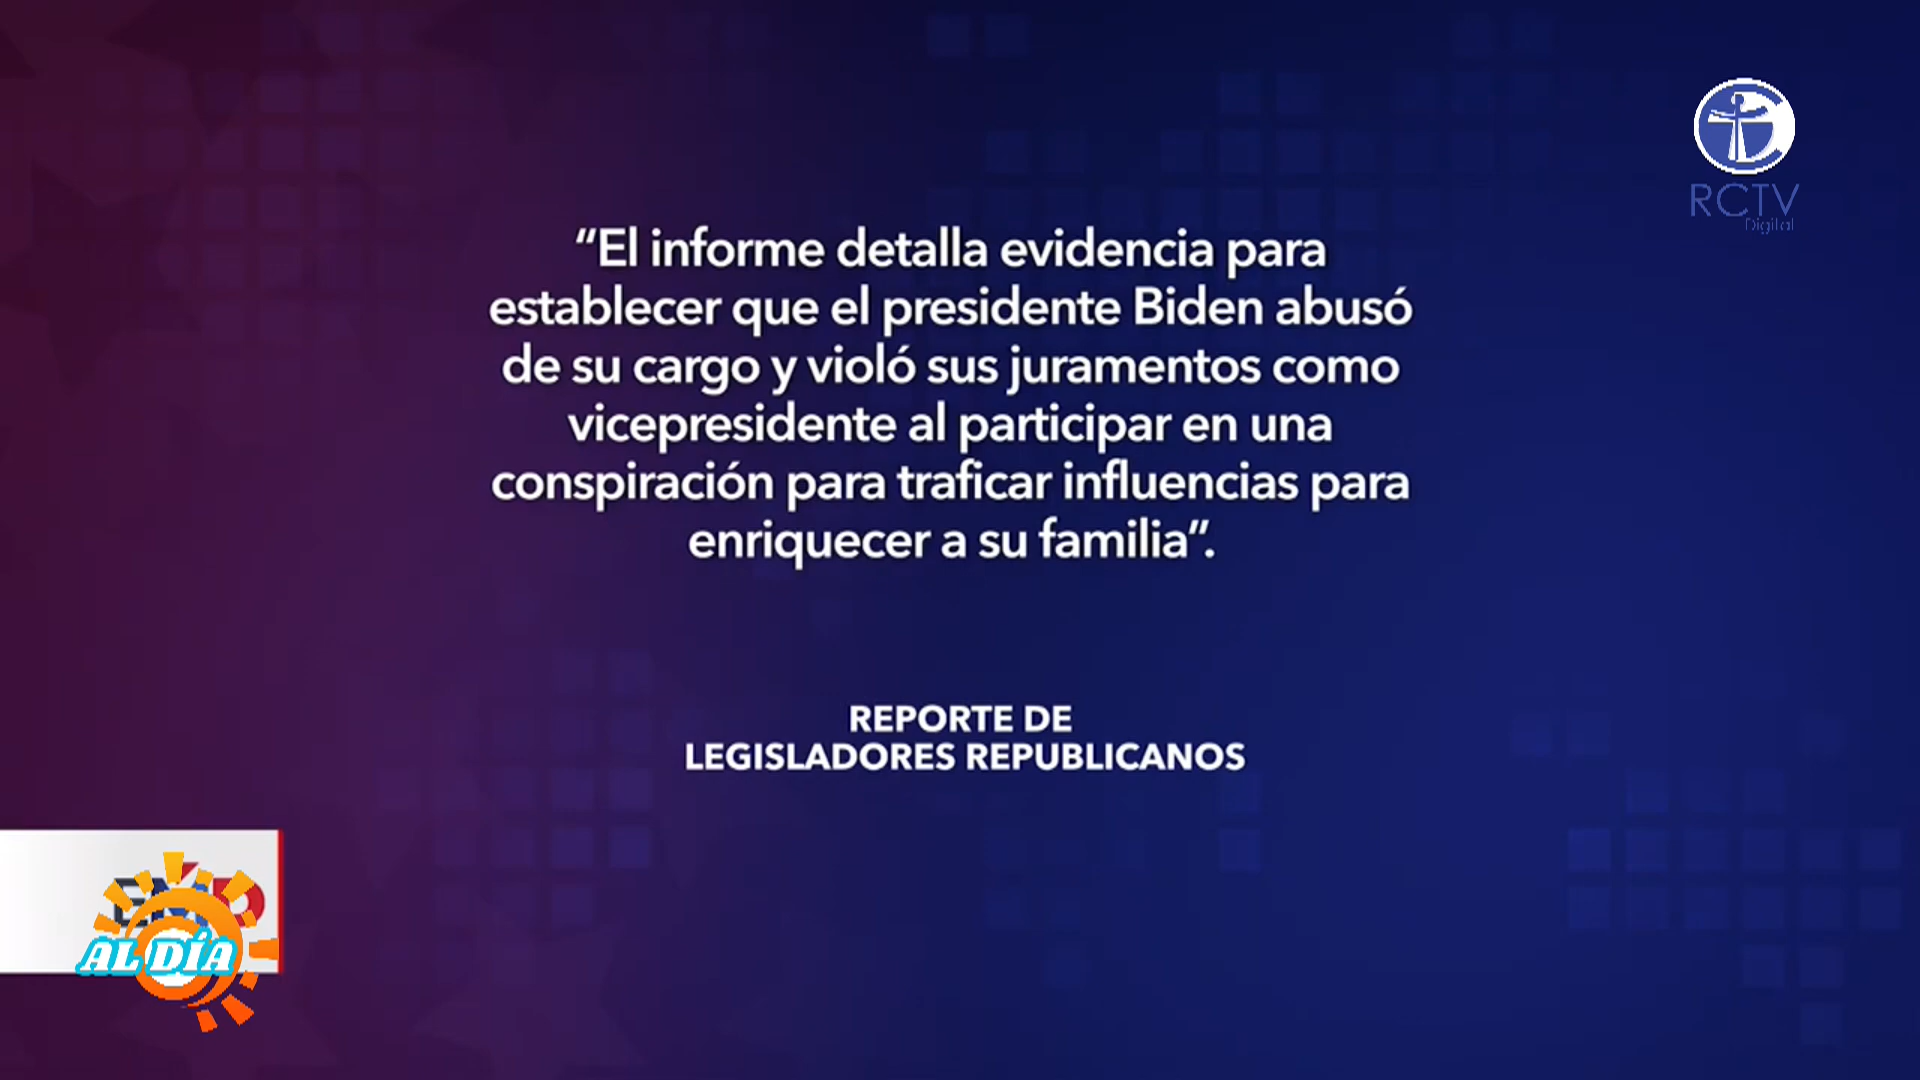 RCTV
Digital
“El informe detalla evidencia para
establecer que el presidente Biden abusó
de su cargo y violó sus juramentos como
vicepresidente al participar en una
conspiración para traficar influencias para
enriquecer a su familia”.
REPORTE DE
LEGISLADORES REPUBLICANOS
AL DÍA